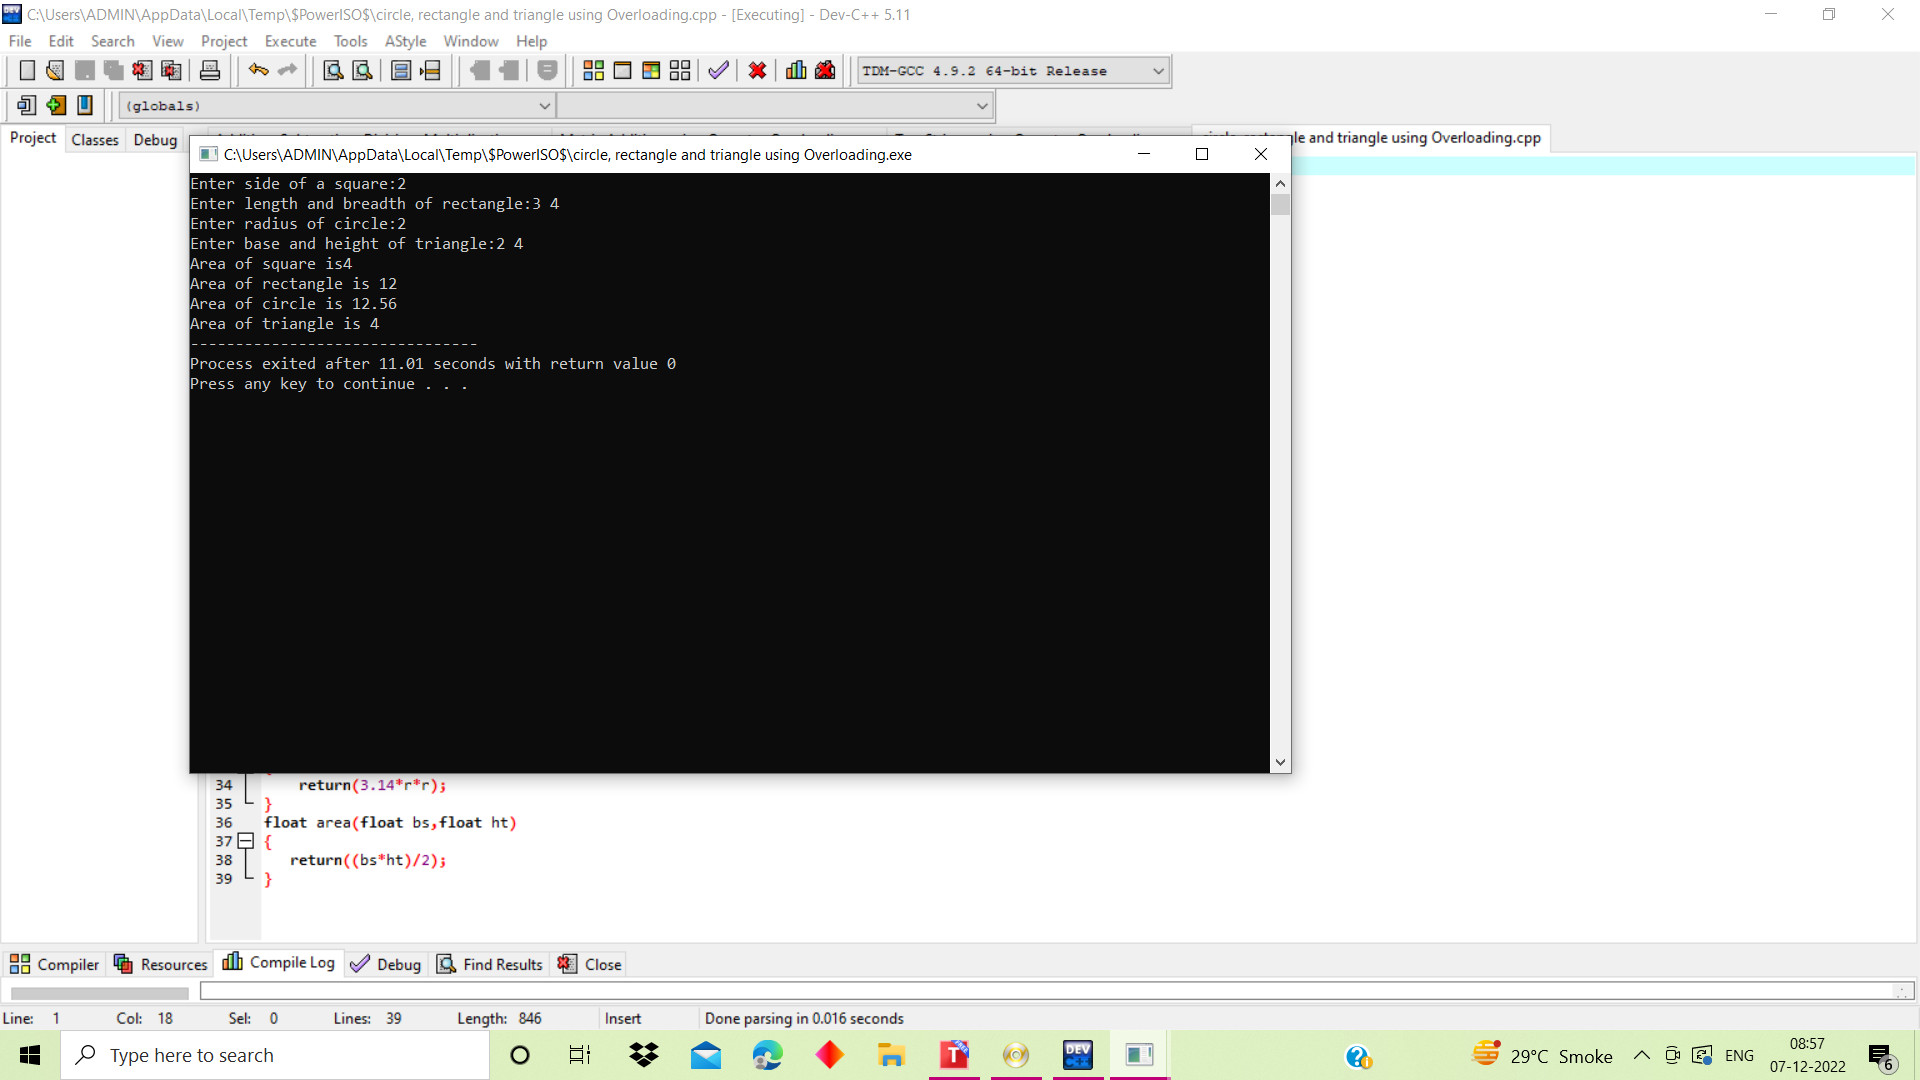 C:\Users\ADMIN\AppData\Local\Temp\$PowerISO$\circle, rectangle and triangle using Overloading.cpp - [Executing] - Dev-C++ 5.11
File Edit Search View Project Execute Tools AStyle Window Help
TDM-GCC 4.9.2 64-bit Release
(globals)
Project Classes Debug
and triangle using Overloading.cpp
C:\Users\ADMIN\AppData\Local\Temp\$PowerISO$\circle, rectangle and triangle using Overloading.exe
Enter side of a square:2
Enter length and breadth of rectangle:3 4
Enter radius of circle:2
Enter base and height of triangle:2 4
Area of square is4
Area of rectangle is 12
Area of circle is 12.56
Area of triangle is 4
--------------------------------
Process exited after 11.01 seconds with return value 0
Press any key to continue . . .
34 return(3.14*r*r);
35 }
36 float area(float bs,float ht)
37 {
38 return((bs*ht)/2);
39 }
Compiler Resources Compile Log Debug Find Results Close
Line: 1 Col: 18 Sel: 0 Lines: 39 Length: 846 Insert Done parsing in 0.016 seconds
Type here to search
DEV C++
29°C Smoke
ENG
08:57
07-12-2022
6